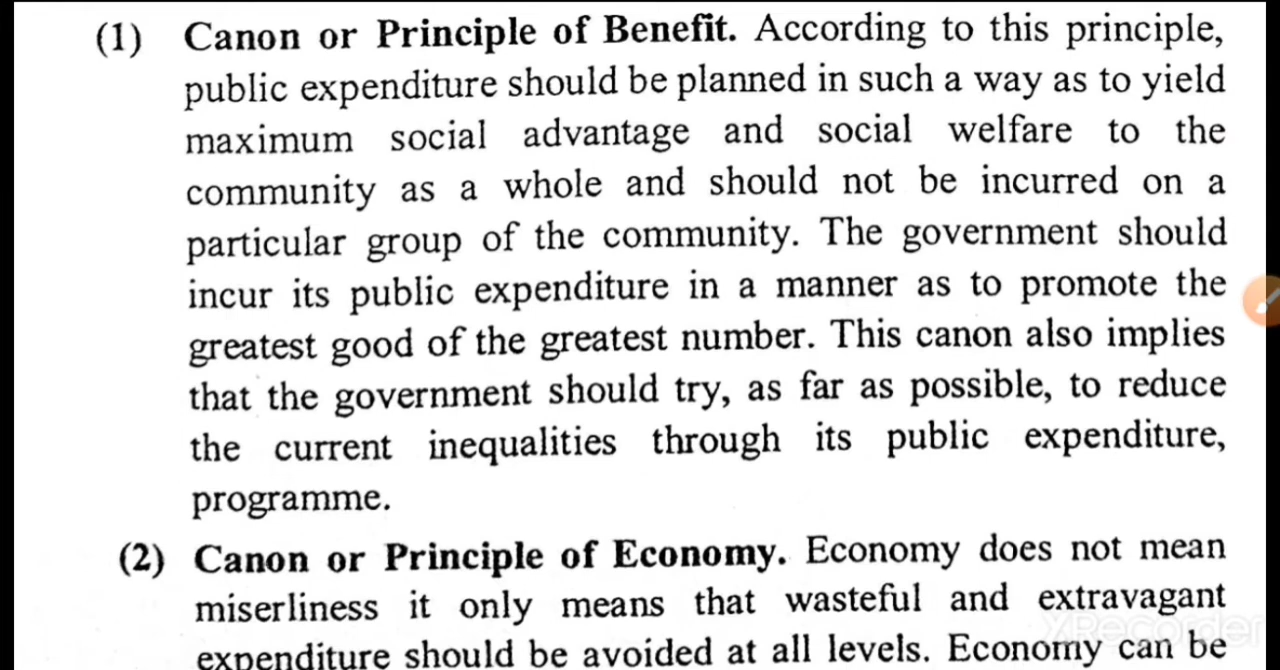 (1) Canon or Principle of Benefit. According to this principle,
public expenditure should be planned in such a way as to yield
maximum social advantage and social welfare to the
community as a whole and should not be incurred on a
particular group of the community. The government should
incur its public expenditure in a manner as to promote the
greatest good of the greatest number. This canon also implies
that the government should try, as far as possible, to reduce
the current inequalities through its public expenditure,
programme.
(2) Canon or Principle of Economy. Economy does not mean
miserliness it only means that wasteful and extravagant
expenditure should be avoided at all levels. Economy can be
XRecorder